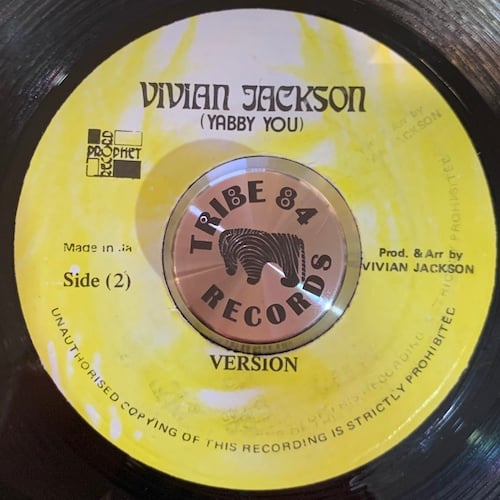 VIVIAN JACKSON
(YABBY YOU)
RECORD
PROPHET
Made in Ja
Side (2)
TRIBE 84
RECORDS
Prod. & Arr by
VIVIAN JACKSON
VERSION
UNAUTHORISED COPYING OF THIS RECORDING IS STRICTLY PROHIBITED